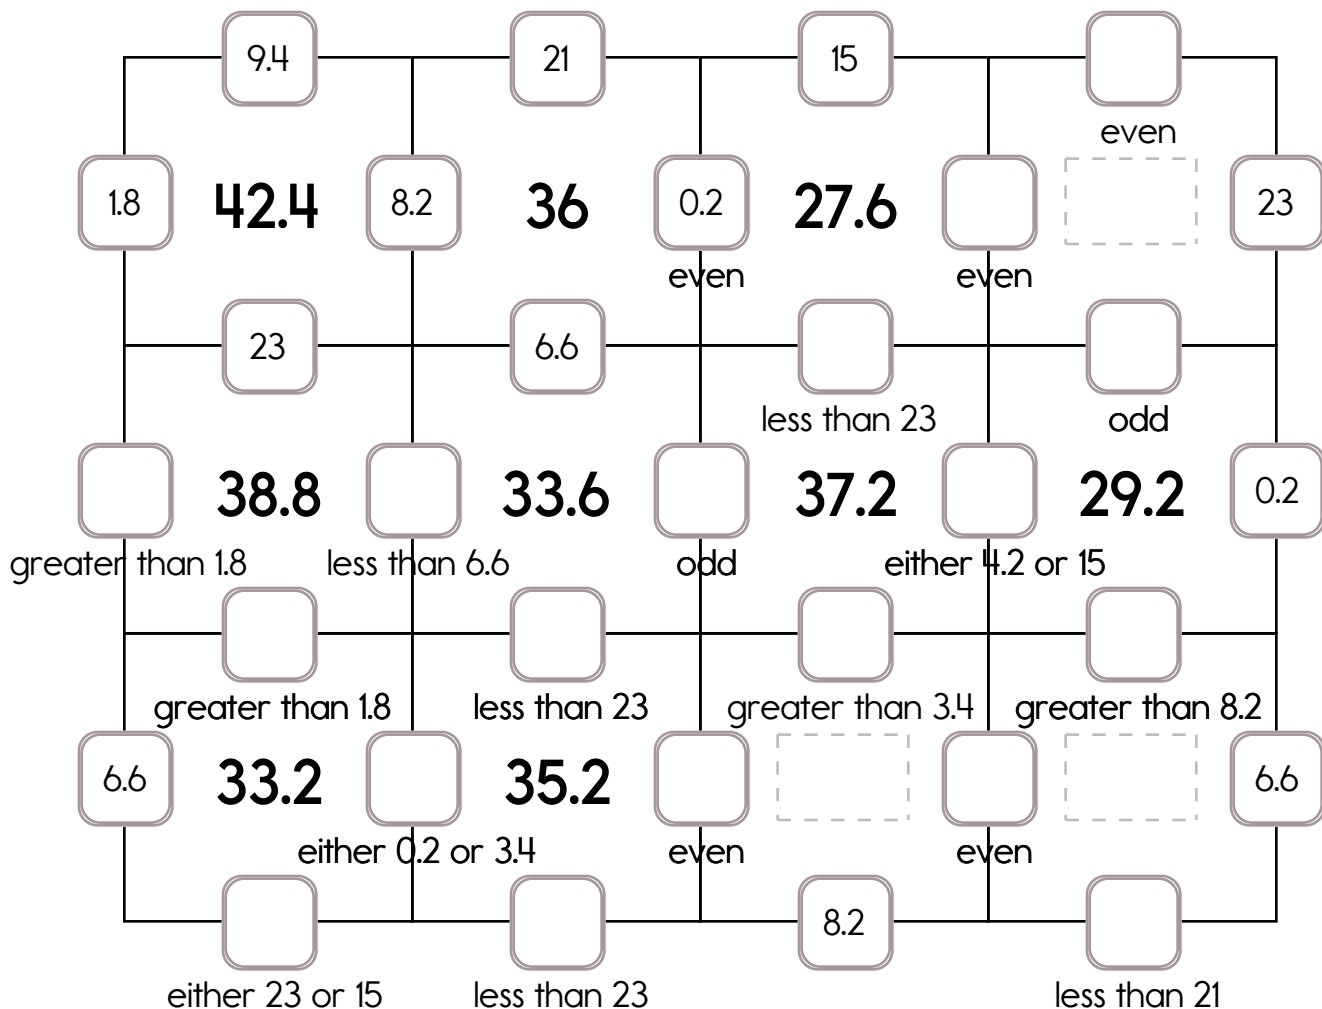 9.4 21 15
even
1.8 42.4 8.2 36 0.2 27.6 23
even even
23 6.6
less than 23 odd
38.8 33.6 37.2 29.2 0.2
greater than 1.8 less than 6.6 odd either 4.2 or 15
greater than 1.8 less than 23 greater than 3.4 greater than 8.2
6.6 33.2 35.2 6.6
either 0.2 or 3.4 even even
8.2
either 23 or 15 less than 23 less than 21